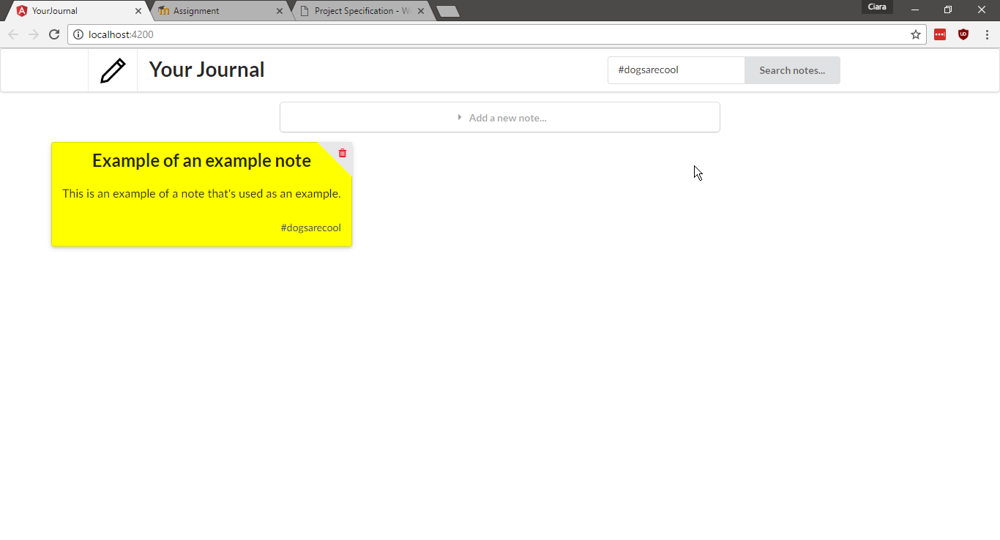 YourJournal
Assignment
Project Specification - W
Ciara
localhost:4200
Your Journal
#dogsarecool
Search notes...
Add a new note...
Example of an example note
This is an example of a note that's used as an example.
#dogsarecool